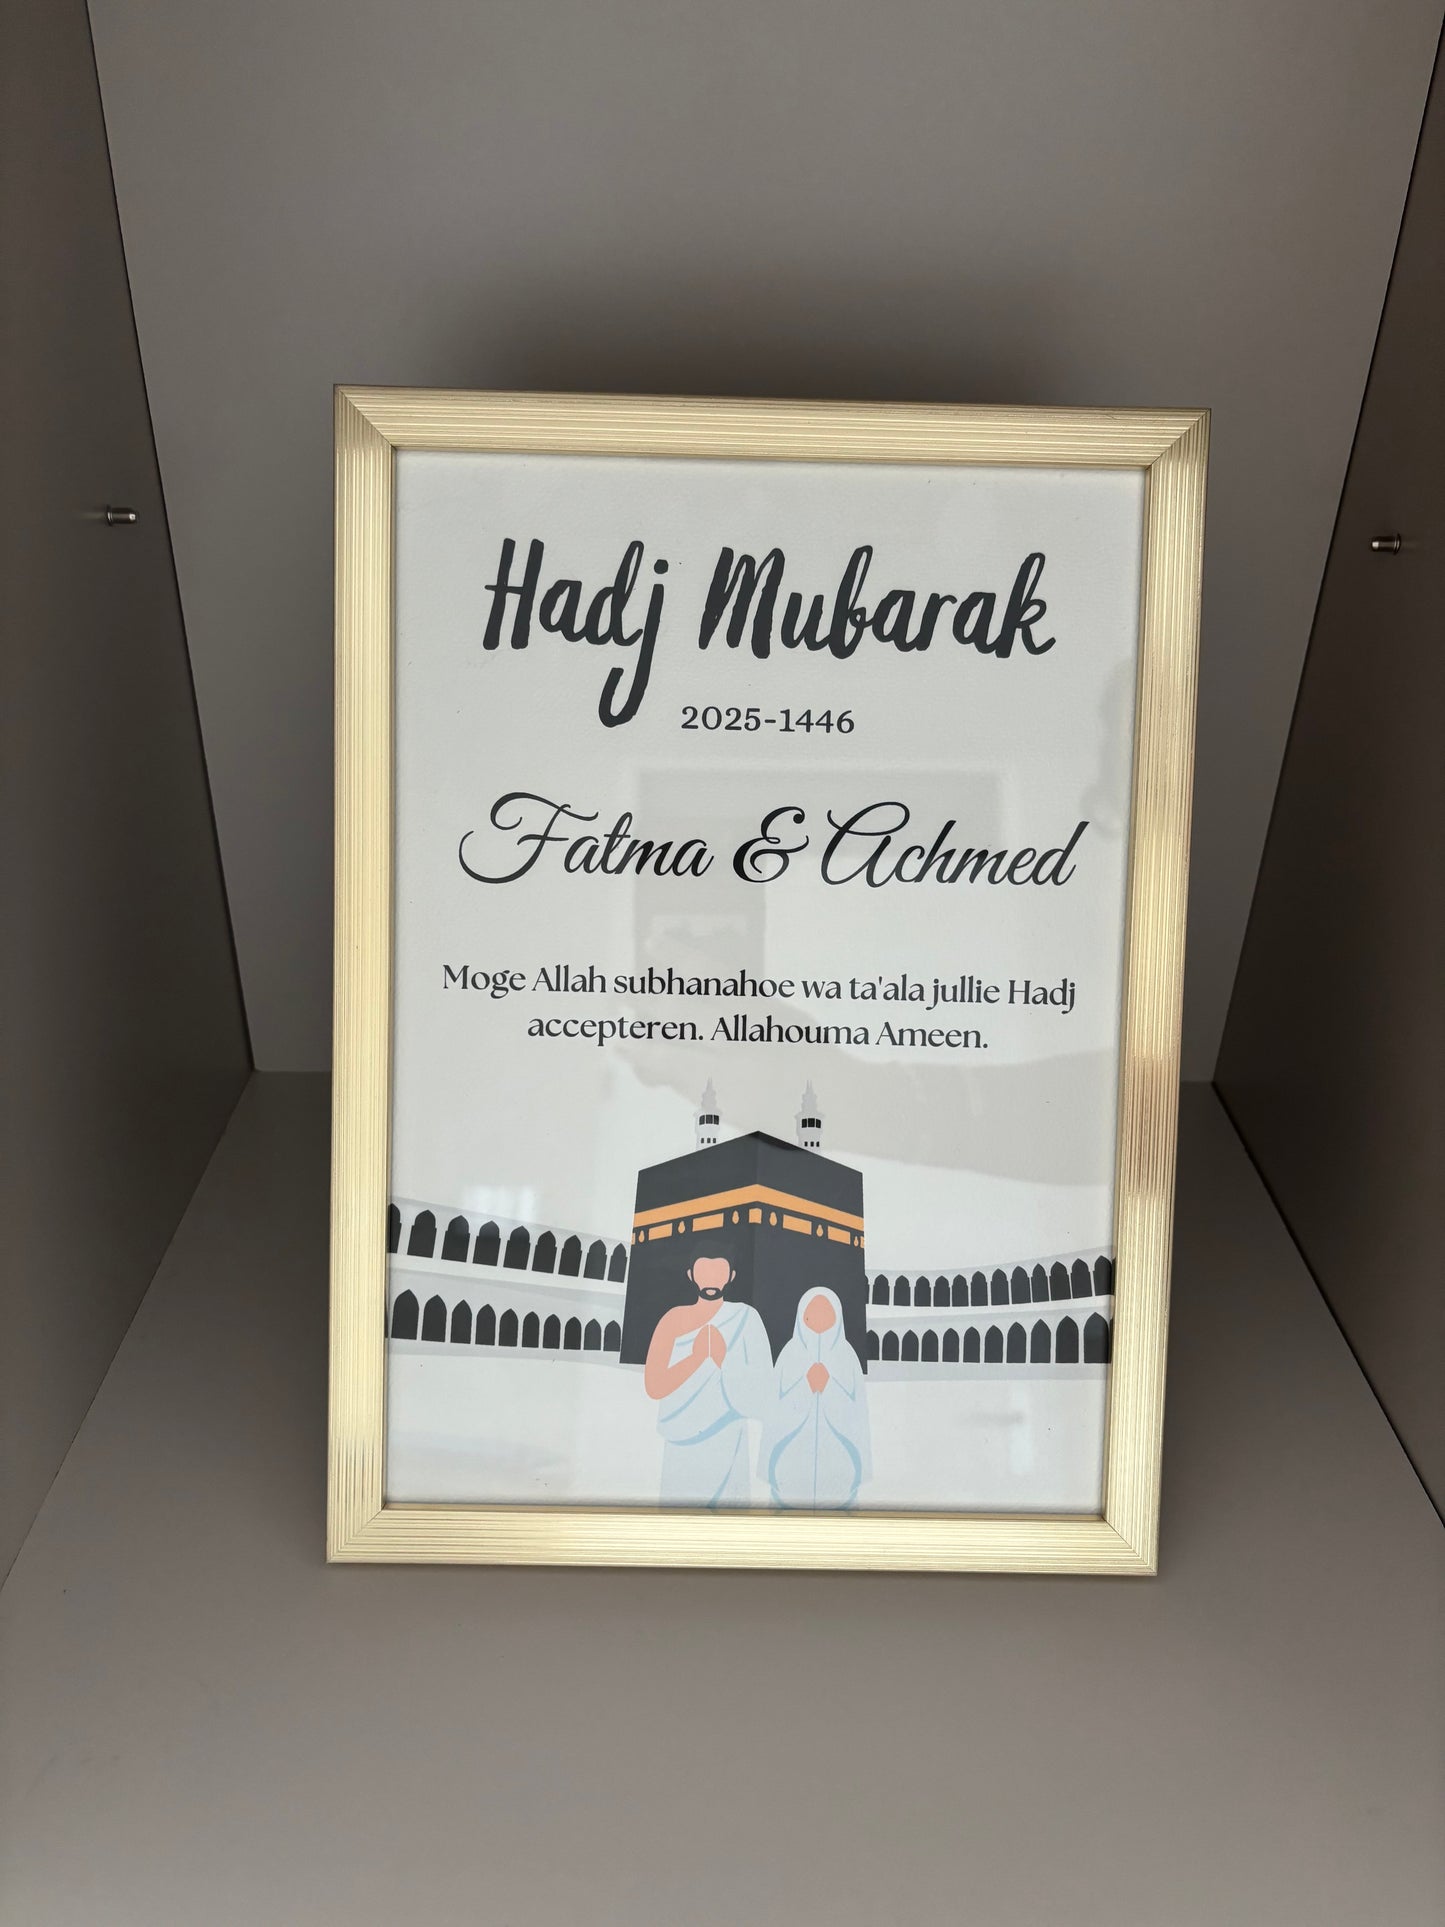 Hadj Mubarak
2025-1446
Fatma & Achmed
Moge Allah subhanahoe wa ta'ala jullie Hadj
accepteren. Allahouma Ameen.